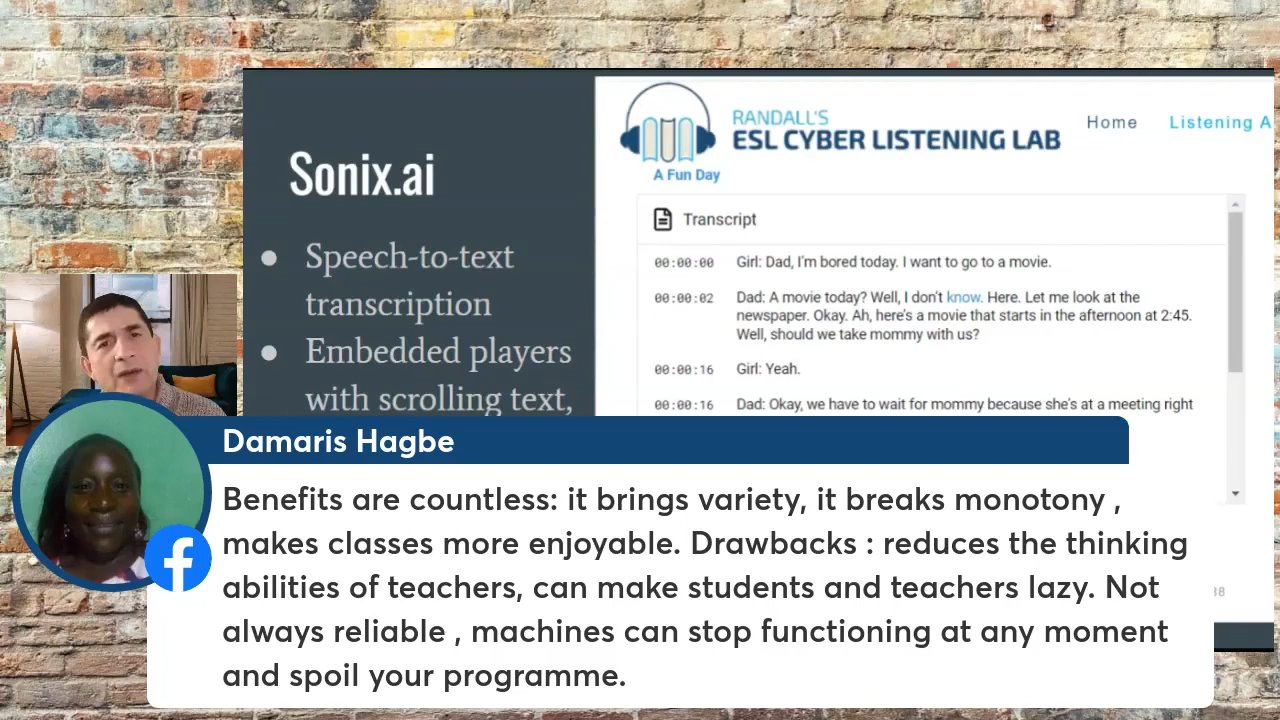 Sonix.ai
● Speech-to-text
transcription
● Embedded players
with scrolling text,
RANDALL'S
ESL CYBER LISTENING LAB
Home Listening A
A Fun Day
Transcript
00:00:00 Girl: Dad, I'm bored today. I want to go to a movie.
00:00:02 Dad: A movie today? Well, I don't know. Here. Let me look at the
newspaper. Okay. Ah, here's a movie that starts in the afternoon at 2:45.
Well, should we take mommy with us?
00:00:16 Girl: Yeah.
00:00:16 Dad: Okay, we have to wait for mommy because she's at a meeting right
Damaris Hagbe
Benefits are countless: it brings variety, it breaks monotony ,
makes classes more enjoyable. Drawbacks : reduces the thinking
abilities of teachers, can make students and teachers lazy. Not
always reliable , machines can stop functioning at any moment
and spoil your programme.